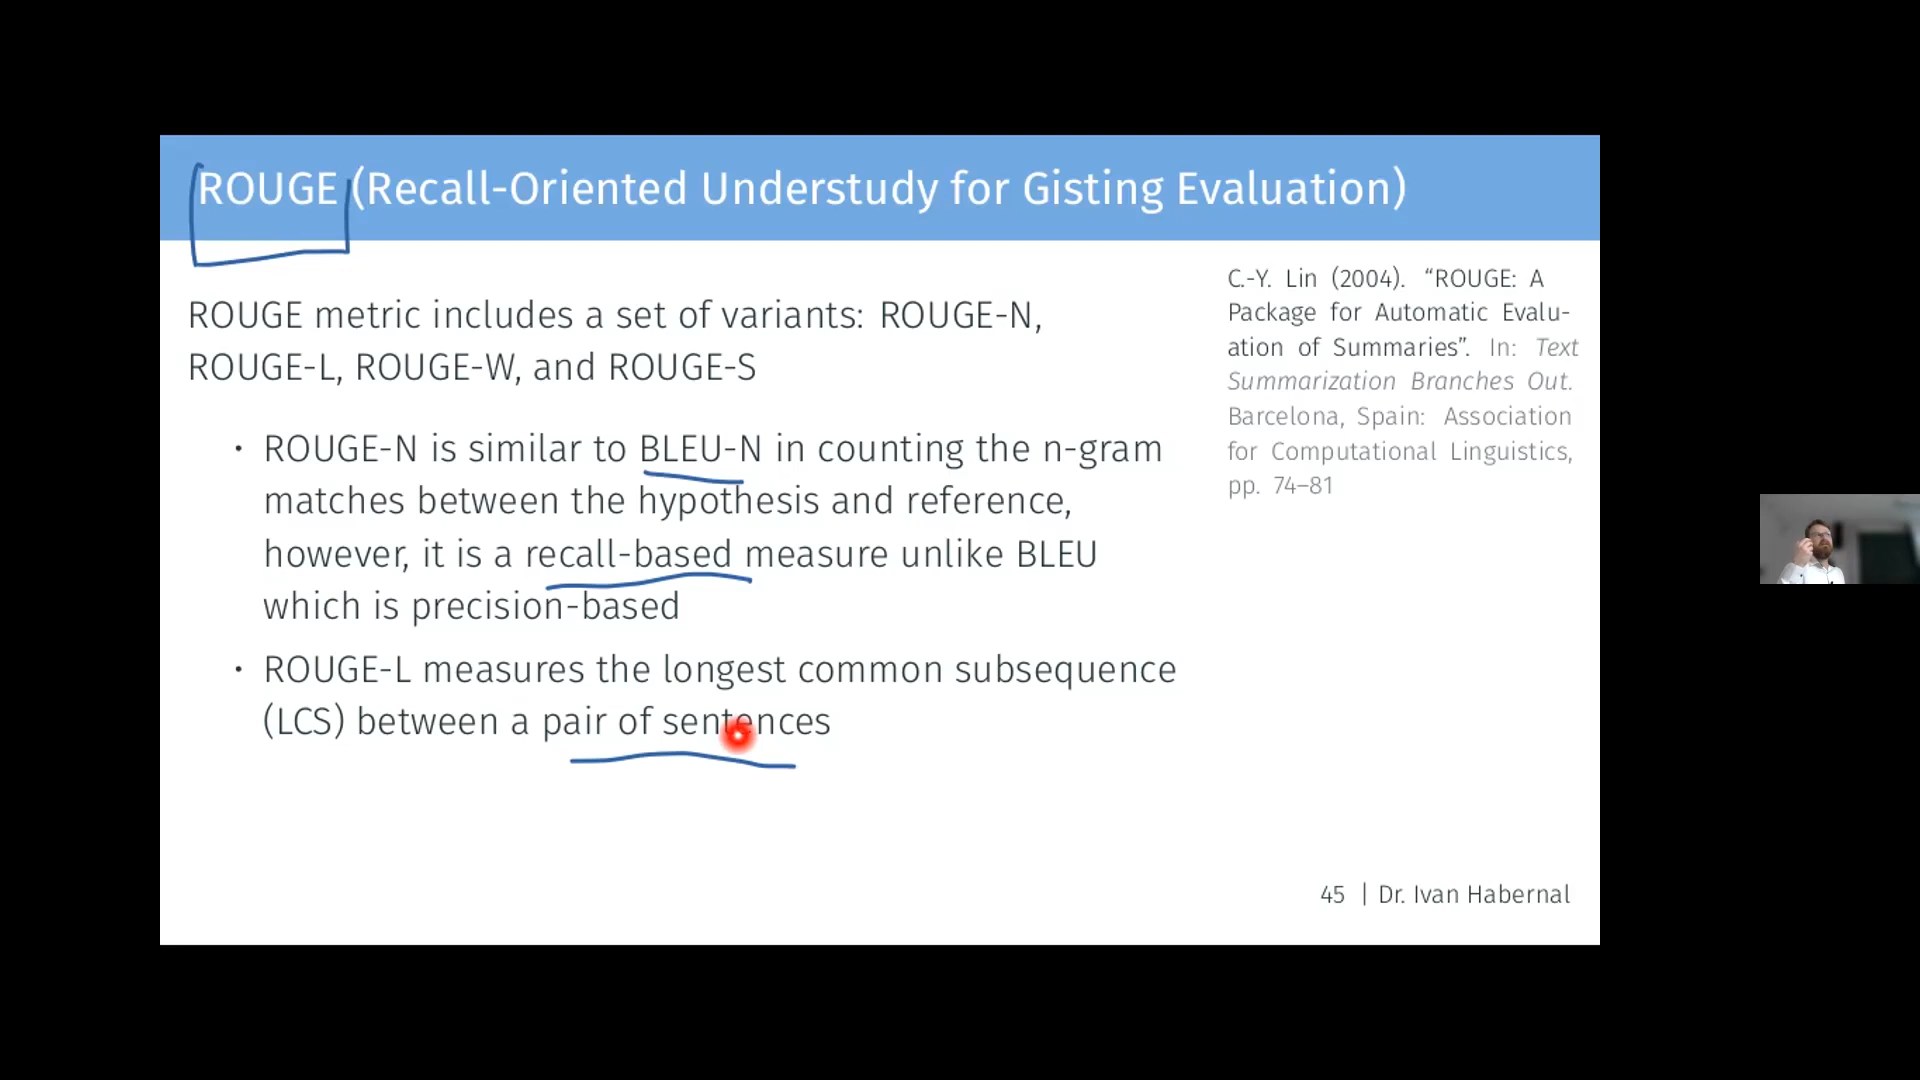 ROUGE (Recall-Oriented Understudy for Gisting Evaluation)
ROUGE metric includes a set of variants: ROUGE-N,
ROUGE-L, ROUGE-W, and ROUGE-S
• ROUGE-N is similar to BLEU-N in counting the n-gram
matches between the hypothesis and reference,
however, it is a recall-based measure unlike BLEU
which is precision-based
• ROUGE-L measures the longest common subsequence
(LCS) between a pair of sentences
C.-Y. Lin (2004). “ROUGE: A
Package for Automatic Evalu-
ation of Summaries”. In: Text
Summarization Branches Out.
Barcelona, Spain: Association
for Computational Linguistics,
pp. 74–81
45 | Dr. Ivan Habernal